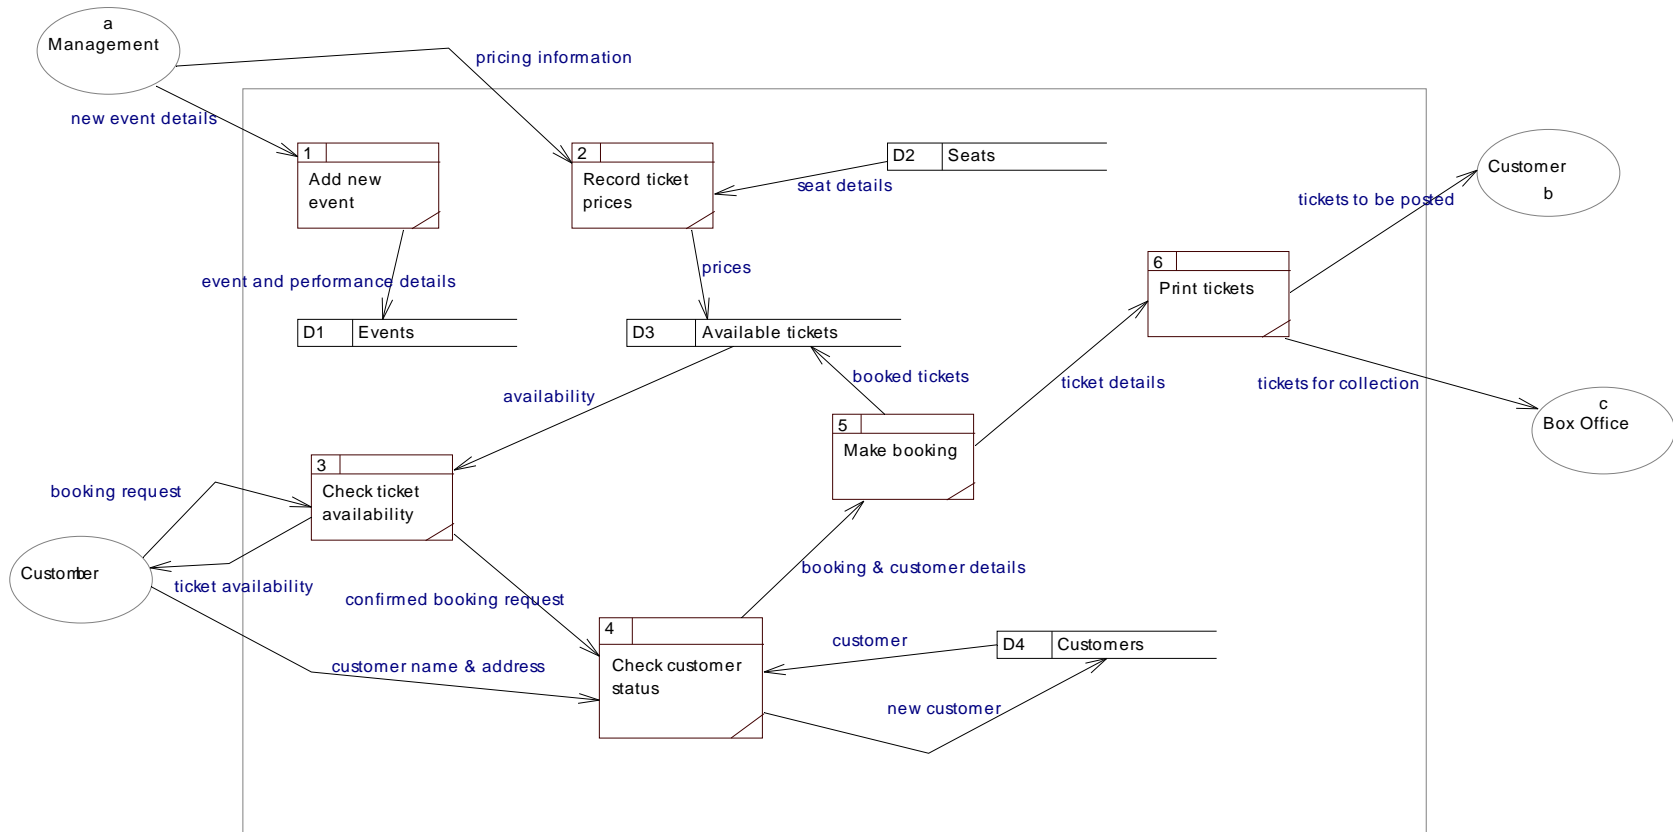 a
Management
pricing information
new event details
1
Add new
event
2
Record ticket
prices
D2 Seats
seat details
Customer
b
tickets to be posted
event and performance details
prices
6
Print tickets
D1 Events
D3 Available tickets
availability
booked tickets
ticket details
tickets for collection
c
Box Office
5
Make booking
3
Check ticket
availability
booking request
Customer
b
ticket availability
confirmed booking request
booking & customer details
4
Check customer
status
customer name & address
customer
D4 Customers
new customer